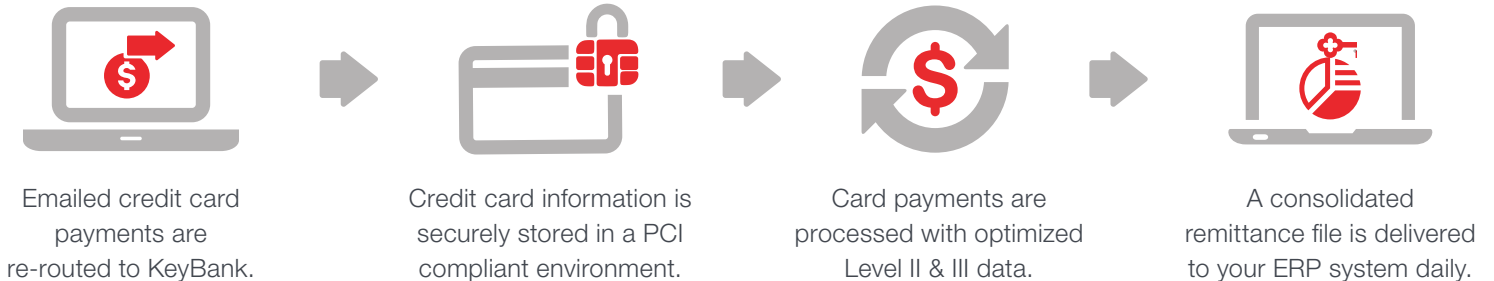 Emailed credit card
payments are
re-routed to KeyBank.
Credit card information is
securely stored in a PCI
compliant environment.
$
Card payments are
processed with optimized
Level II & III data.
A consolidated
remittance file is delivered
to your ERP system daily.